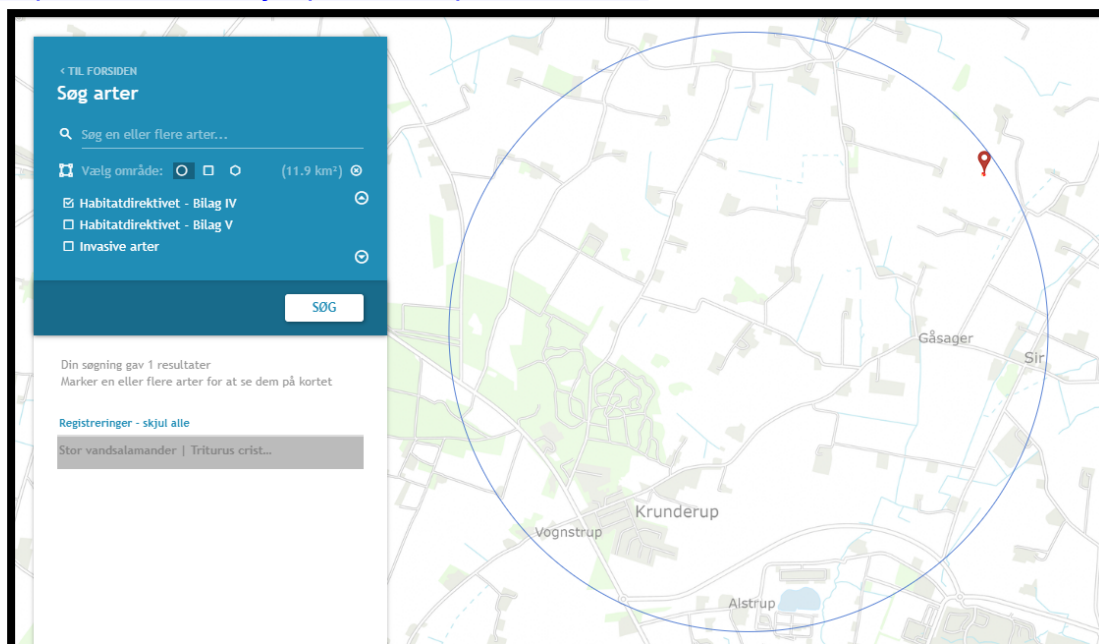 ‹ TIL FORSIDEN
Søg arter
Søg en eller flere arter...
Vælg område: (11.9 km²)
Habitatdirektivet - Bilag IV
Habitatdirektivet - Bilag V
Invasive arter
SØG
Din søgning gav 1 resultater
Marker en eller flere arter for at se dem på kortet
Registreringer - skjul alle
Stor vandsalamander | Triturus crist...
Gåsager
Sir
Krunderup
Vognstrup
Alstrup